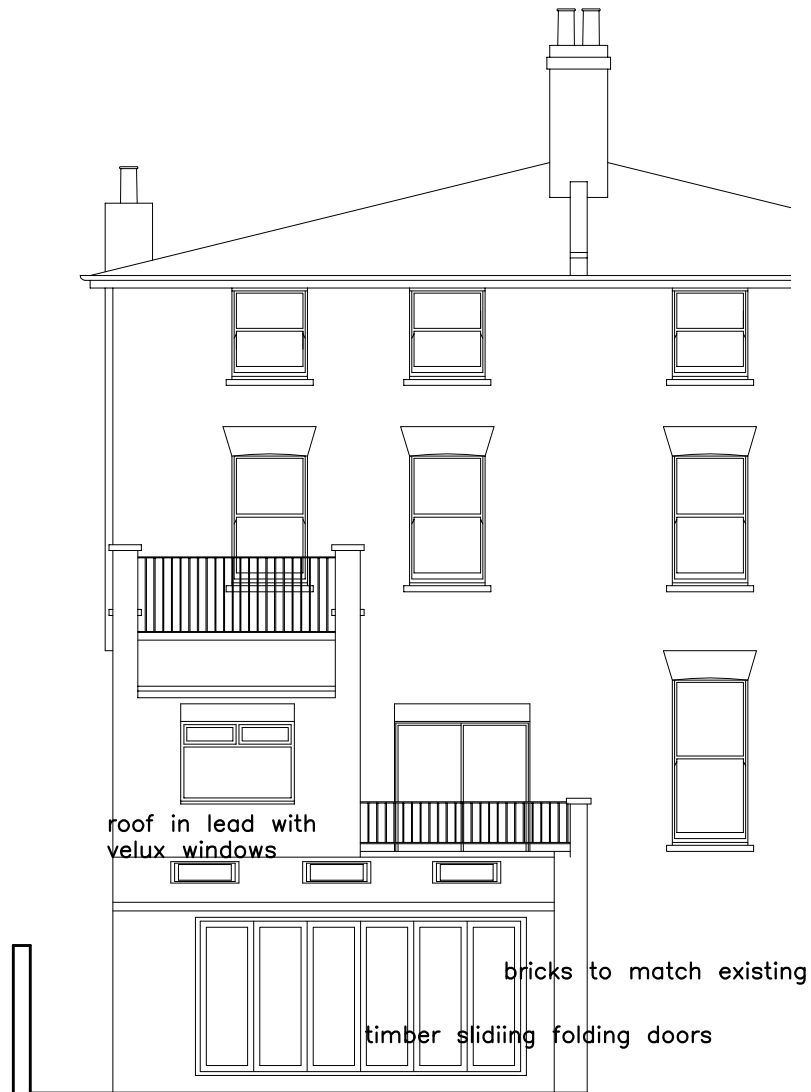 roof in lead with
velux windows
bricks to match existing
timber slidiing folding doors